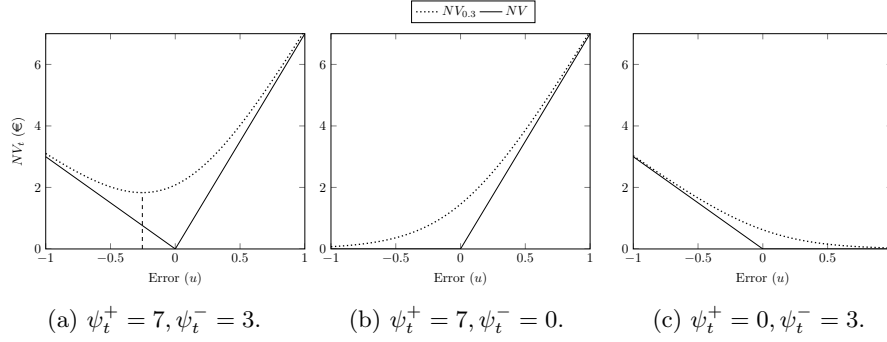 NV₀.₃ NV
NVₜ (€)
6
4
2
0
−1 −0.5 0 0.5 1
Error (u)
6
4
2
0
−1 −0.5 0 0.5 1
Error (u)
6
4
2
0
−1 −0.5 0 0.5 1
Error (u)
(a) ψₜ⁺ = 7, ψₜ⁻ = 3.
(b) ψₜ⁺ = 7, ψₜ⁻ = 0.
(c) ψₜ⁺ = 0, ψₜ⁻ = 3.